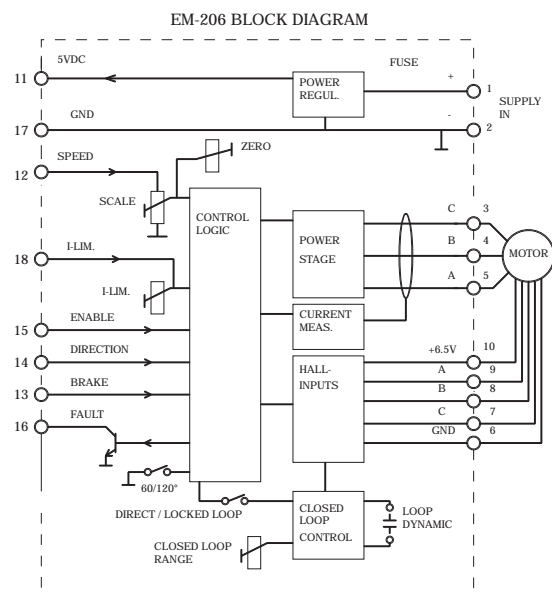 EM-206 BLOCK DIAGRAM
5VDC
11
POWER
REGUL.
FUSE
+
1
SUPPLY
IN
-
2
GND
17
SPEED
12
ZERO
SCALE
CONTROL
LOGIC
I-LIM.
18
I-LIM.
POWER
STAGE
C 3
B 4
A 5
MOTOR
CURRENT
MEAS.
ENABLE
15
DIRECTION
14
BRAKE
13
FAULT
16
HALL-
INPUTS
+6.5V 10
A 9
B 8
C 7
GND 6
60/120°
DIRECT / LOCKED LOOP
CLOSED
LOOP
CONTROL
LOOP
DYNAMIC
CLOSED LOOP
RANGE